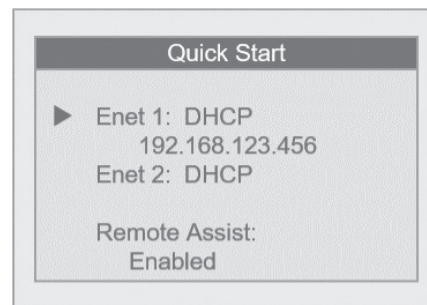 Quick Start
▶ Enet 1: DHCP
192.168.123.456
Enet 2: DHCP
Remote Assist:
Enabled